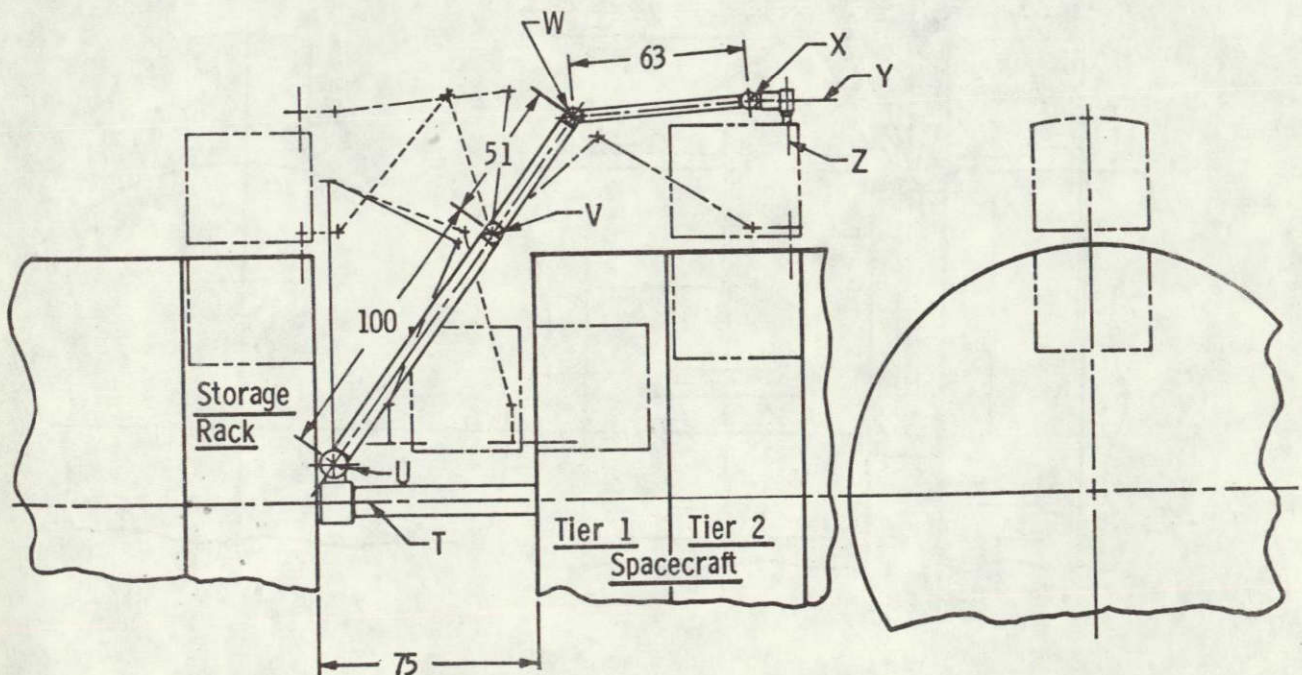 W
63
X
Y
51
Z
V
100
Storage
Rack
U
T
Tier 1 Tier 2
Spacecraft
75